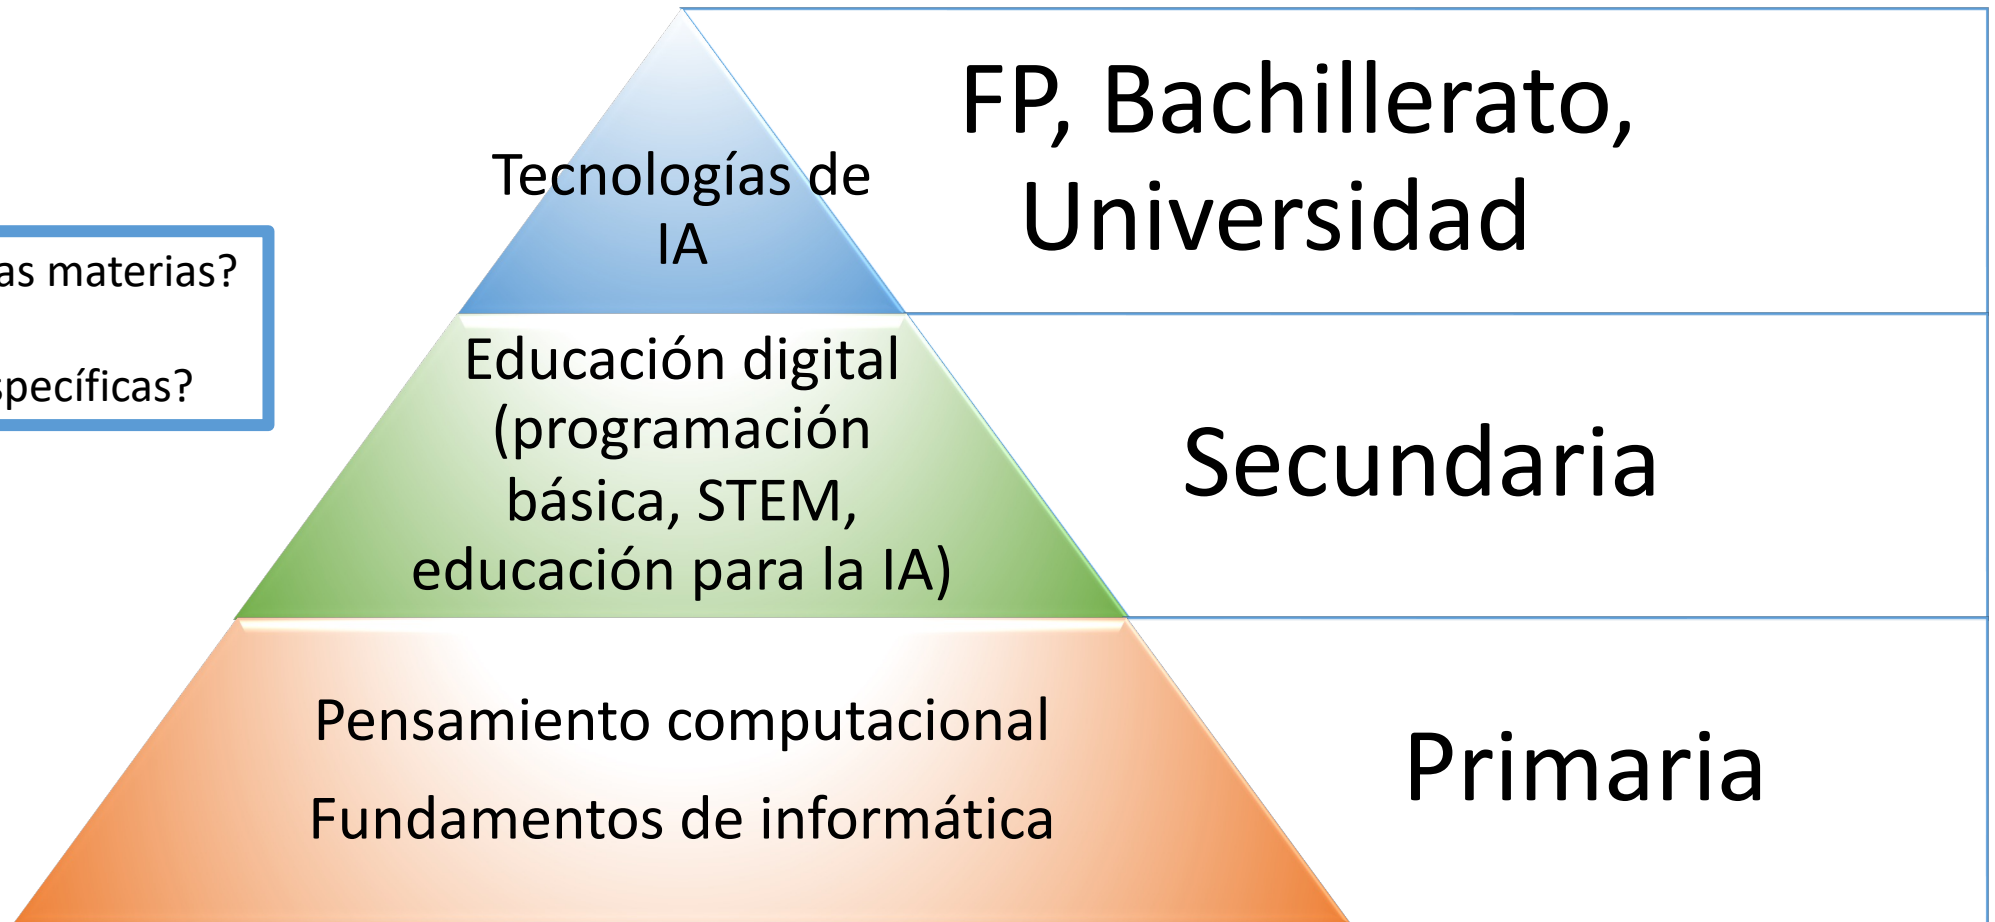 FP, Bachillerato,
Universidad
Tecnologías de
IA
as materias?
specíficas?
Educación digital
(programación
básica, STEM,
educación para la IA)
Secundaria
Pensamiento computacional
Fundamentos de informática
Primaria